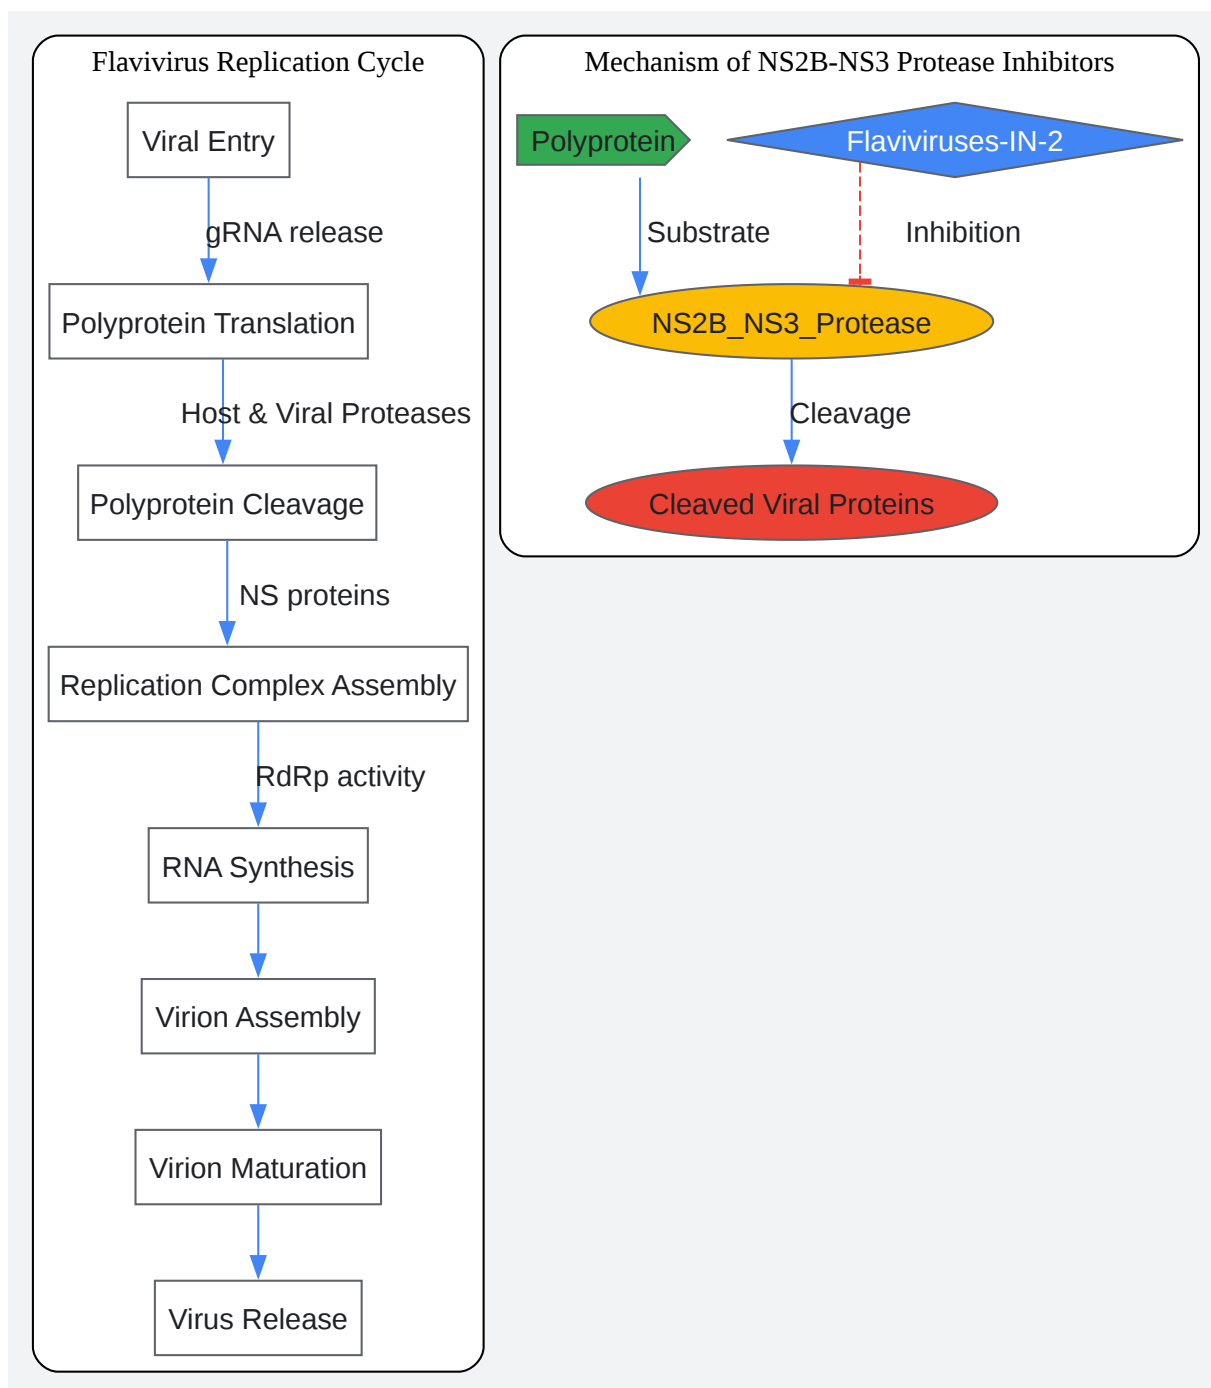 Flavivirus Replication Cycle
Viral Entry
gRNA release
Polyprotein Translation
Host & Viral Proteases
Polyprotein Cleavage
NS proteins
Replication Complex Assembly
RdRp activity
RNA Synthesis
Virion Assembly
Virion Maturation
Virus Release
Mechanism of NS2B-NS3 Protease Inhibitors
Polyprotein
Flaviviruses-IN-2
Substrate
Inhibition
NS2B_NS3_Protease
Cleavage
Cleaved Viral Proteins